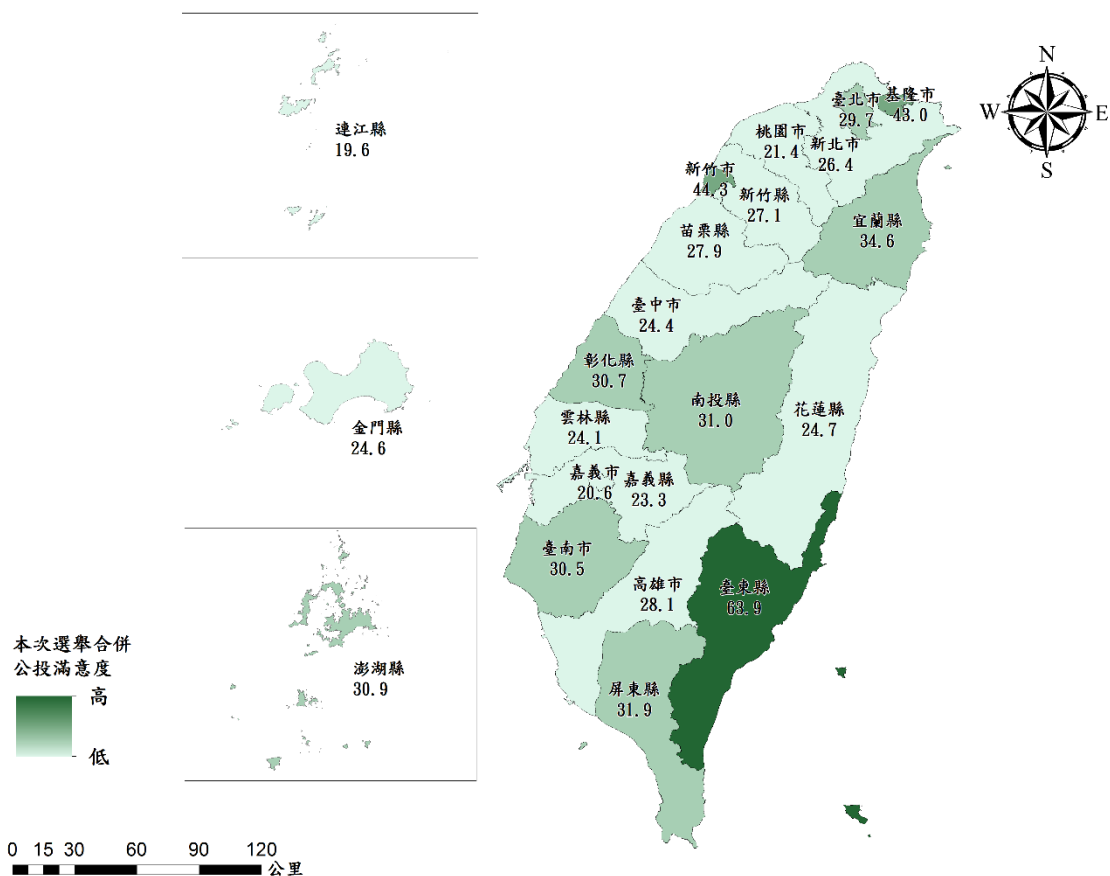 N
W
E
S
連江縣
19.6
臺北市
29.7
基隆市
43.0
桃園市
21.4
新北市
26.4
新竹市
44.3
新竹縣
27.1
宜蘭縣
34.6
苗栗縣
27.9
臺中市
24.4
彰化縣
30.7
南投縣
31.0
花蓮縣
24.7
金門縣
24.6
雲林縣
24.1
嘉義市
20.6
嘉義縣
23.3
臺南市
30.5
高雄市
28.1
臺東縣
63.9
屏東縣
31.9
澎湖縣
30.9
本次選舉合併
公投滿意度
高
低
0 15 30 60 90 120
公里